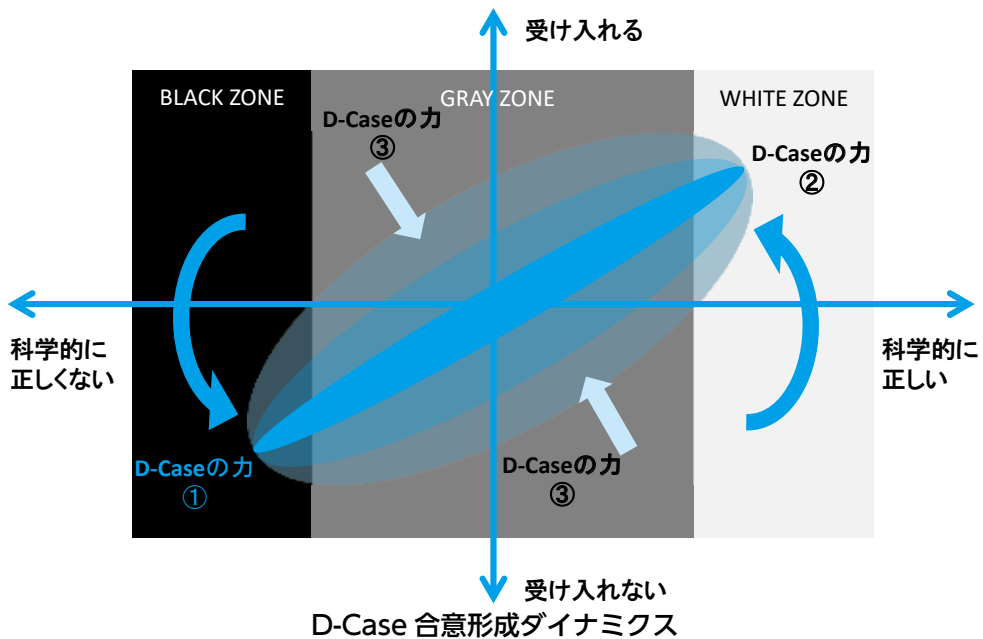 受け入れる
BLACK ZONE
GRAY ZONE
WHITE ZONE
D-Caseの力
③
D-Caseの力
②
科学的に
正しくない
科学的に
正しい
D-Caseの力
①
D-Caseの力
③
受け入れない
D-Case 合意形成ダイナミクス